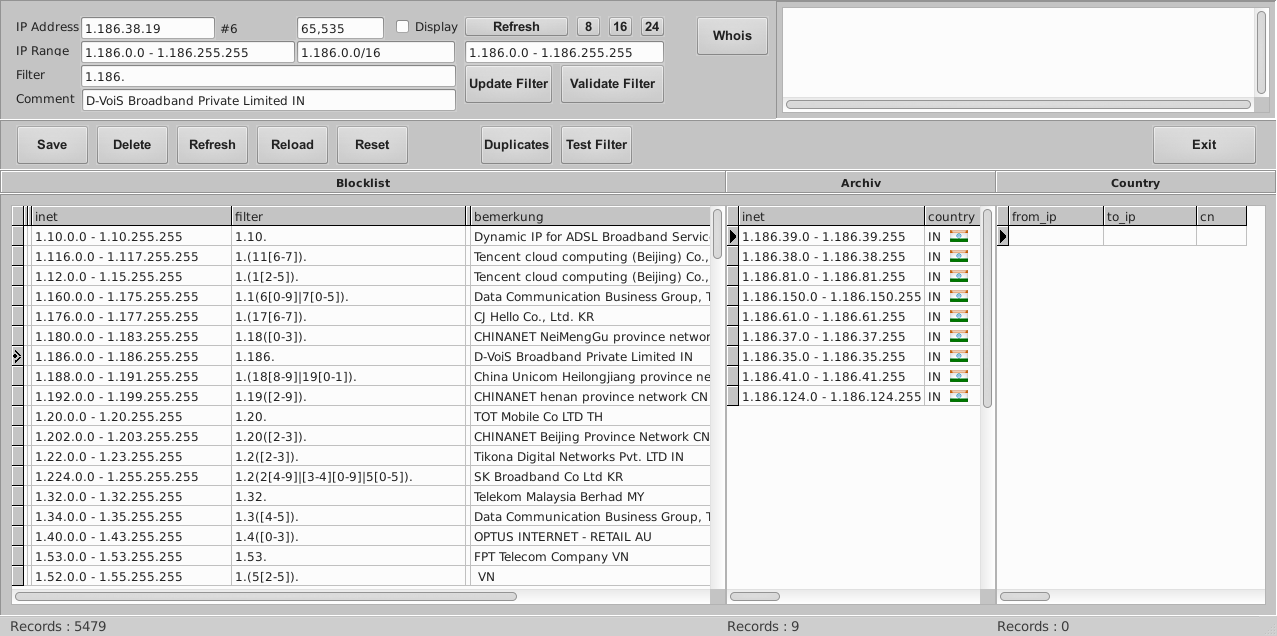 IP Address 1.186.38.19 #6 65,535 Display Refresh 8 16 24
IP Range 1.186.0.0 - 1.186.255.255 1.186.0.0/16 1.186.0.0 - 1.186.255.255 Whois
Filter 1.186. Update Filter Validate Filter
Comment D-VoiS Broadband Private Limited IN
Save Delete Refresh Reload Reset Duplicates Test Filter Exit
Blocklist Archiv Country
inet filter bemerkung
1.10.0.0 - 1.10.255.255 1.10. Dynamic IP for ADSL Broadband Servic
1.116.0.0 - 1.117.255.255 1.(11[6-7]). Tencent cloud computing (Beijing) Co.,
1.12.0.0 - 1.15.255.255 1.(1[2-5]). Tencent cloud computing (Beijing) Co.,
1.160.0.0 - 1.175.255.255 1.1(6[0-9]|7[0-5]). Data Communication Business Group, T
1.176.0.0 - 1.177.255.255 1.(17[6-7]). CJ Hello Co., Ltd. KR
1.180.0.0 - 1.183.255.255 1.18([0-3]). CHINANET NeiMengGu province networ
1.186.0.0 - 1.186.255.255 1.186. D-VoiS Broadband Private Limited IN
1.188.0.0 - 1.191.255.255 1.(18[8-9]|19[0-1]). China Unicom Heilongjiang province ne
1.192.0.0 - 1.199.255.255 1.19([2-9]). CHINANET henan province network CN
1.20.0.0 - 1.20.255.255 1.20. TOT Mobile Co LTD TH
1.202.0.0 - 1.203.255.255 1.20([2-3]). CHINANET Beijing Province Network CN
1.22.0.0 - 1.23.255.255 1.2([2-3]). Tikona Digital Networks Pvt. LTD IN
1.224.0.0 - 1.255.255.255 1.2(2[4-9]|[3-4][0-9]|5[0-5]). SK Broadband Co Ltd KR
1.32.0.0 - 1.32.255.255 1.32. Telekom Malaysia Berhad MY
1.34.0.0 - 1.35.255.255 1.3([4-5]). Data Communication Business Group, T
1.40.0.0 - 1.43.255.255 1.4([0-3]). OPTUS INTERNET - RETAIL AU
1.53.0.0 - 1.53.255.255 1.53. FPT Telecom Company VN
1.52.0.0 - 1.55.255.255 1.(5[2-5]). VN
inet country
1.186.39.0 - 1.186.39.255 IN
1.186.38.0 - 1.186.38.255 IN
1.186.81.0 - 1.186.81.255 IN
1.186.150.0 - 1.186.150.255 IN
1.186.61.0 - 1.186.61.255 IN
1.186.37.0 - 1.186.37.255 IN
1.186.35.0 - 1.186.35.255 IN
1.186.41.0 - 1.186.41.255 IN
1.186.124.0 - 1.186.124.255 IN
from_ip to_ip cn
Records : 5479 Records : 9 Records : 0